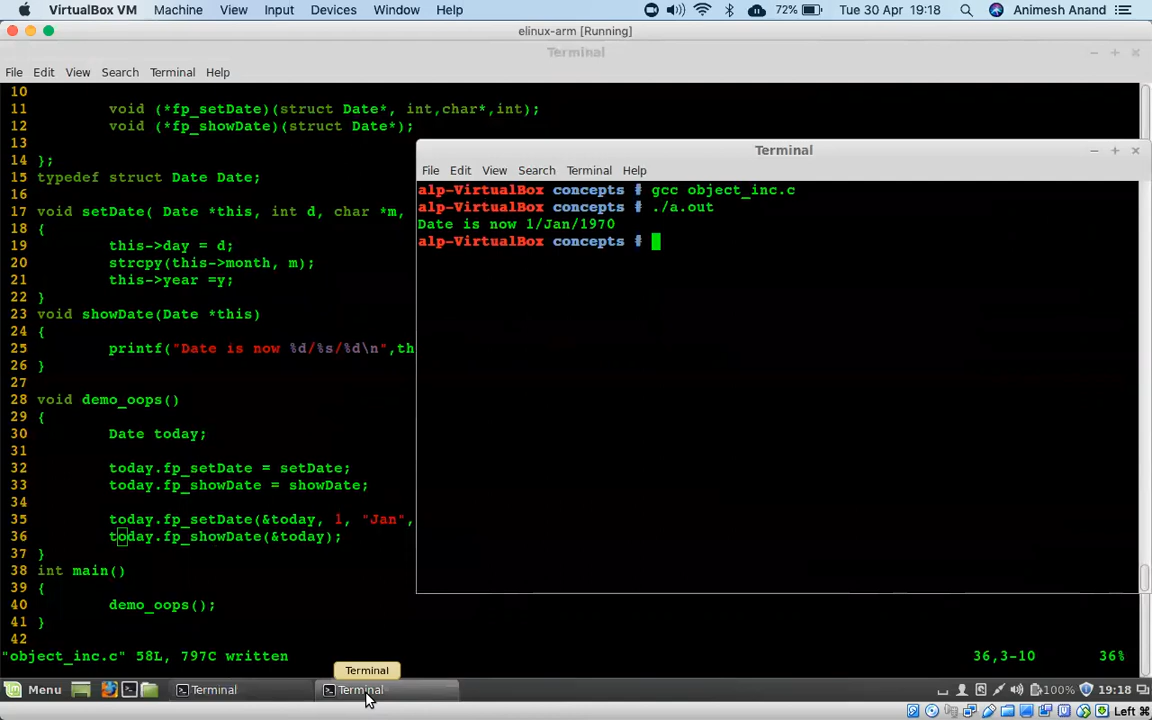 VirtualBox VM Machine View Input Devices Window Help 72% Tue 30 Apr 19:18 Animesh Anand
elinux-arm [Running]
Terminal
File Edit View Search Terminal Help
10
11 void (*fp_setDate)(struct Date*, int,char*,int);
12 void (*fp_showDate)(struct Date*);
13
14 };
15 typedef struct Date Date;
16
17 void setDate( Date *this, int d, char *m,
18 {
19 this->day = d;
20 strcpy(this->month, m);
21 this->year =y;
22 }
23 void showDate(Date *this)
24 {
25 printf("Date is now %d/%s/%d\n",th
26 }
27
28 void demo_oops()
29 {
30 Date today;
31
32 today.fp_setDate = setDate;
33 today.fp_showDate = showDate;
34
35 today.fp_setDate(&today, 1, "Jan",
36 today.fp_showDate(&today);
37 }
38 int main()
39 {
40 demo_oops();
41 }
42
"object_inc.c" 58L, 797C written 36,3-10 36%
Terminal
File Edit View Search Terminal Help
alp-VirtualBox concepts # gcc object_inc.c
alp-VirtualBox concepts # ./a.out
Date is now 1/Jan/1970
alp-VirtualBox concepts #
Terminal
Menu Terminal Terminal 100% 19:18
Left ⌘